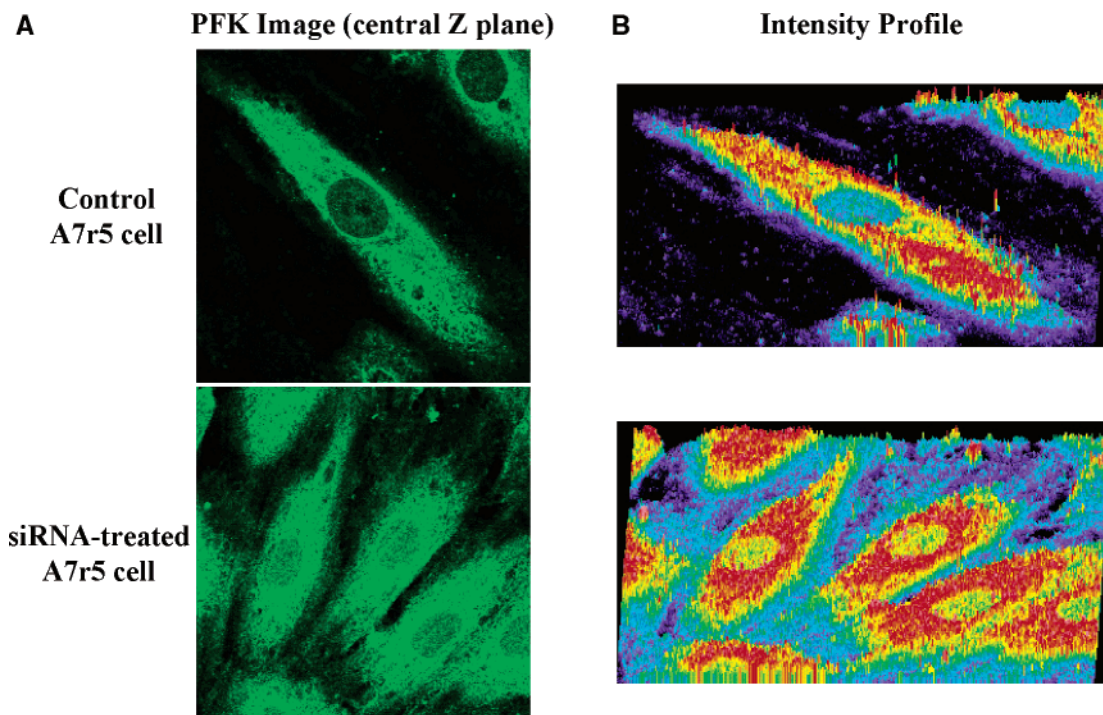 A
PFK Image (central Z plane)
B
Intensity Profile
Control
A7r5 cell
siRNA-treated
A7r5 cell